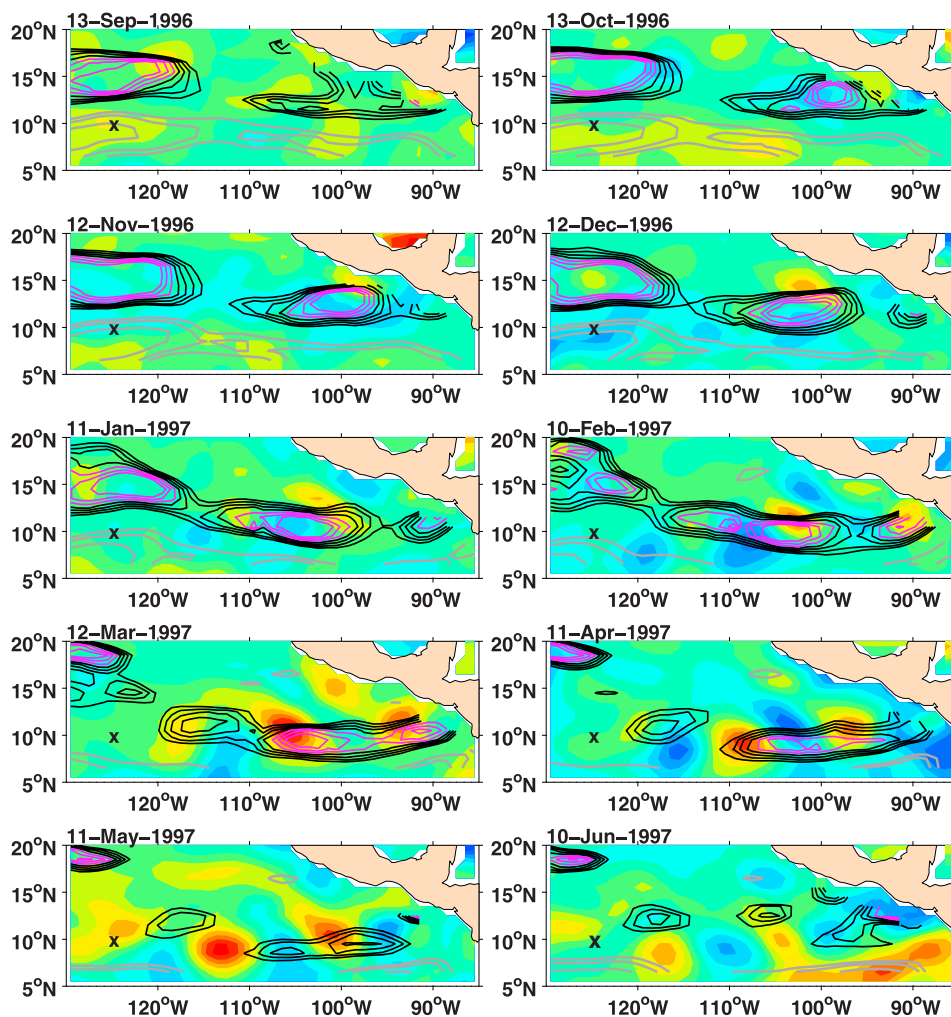 13–Sep–1996
13–Oct–1996
20°N
15°N
10°N
5°N
x
120°W 110°W 100°W 90°W
20°N
15°N
10°N
5°N
x
120°W 110°W 100°W 90°W
12–Nov–1996
12–Dec–1996
20°N
15°N
10°N
5°N
x
120°W 110°W 100°W 90°W
20°N
15°N
10°N
5°N
x
120°W 110°W 100°W 90°W
11–Jan–1997
10–Feb–1997
20°N
15°N
10°N
5°N
x
120°W 110°W 100°W 90°W
20°N
15°N
10°N
5°N
x
120°W 110°W 100°W 90°W
12–Mar–1997
11–Apr–1997
20°N
15°N
10°N
5°N
x
120°W 110°W 100°W 90°W
20°N
15°N
10°N
5°N
x
120°W 110°W 100°W 90°W
11–May–1997
10–Jun–1997
20°N
15°N
10°N
5°N
x
120°W 110°W 100°W 90°W
20°N
15°N
10°N
5°N
x
120°W 110°W 100°W 90°W